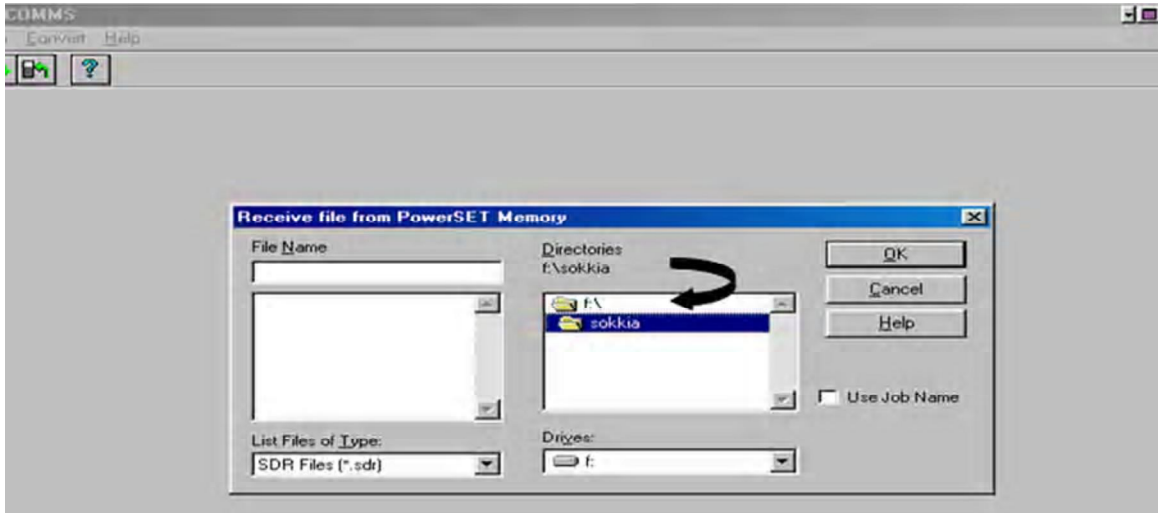 COMMS
Convert Help
Receive file from PowerSET Memory
File Name
Directories
f:\sokkia
OK
Cancel
Help
f:\
sokkia
Use Job Name
List Files of Type:
SDR Files (*.sdr)
Drives:
f: